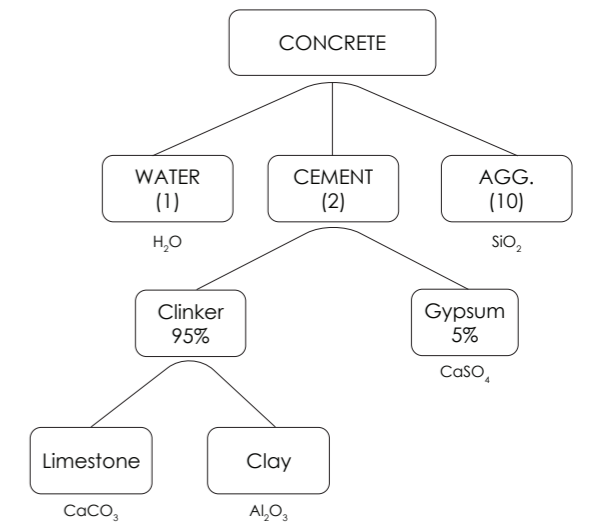 CONCRETE
WATER
(1)
CEMENT
(2)
AGG.
(10)
H₂O
SiO₂
Clinker
95%
Gypsum
5%
CaSO₄
Limestone
Clay
CaCO₃
Al₂O₃